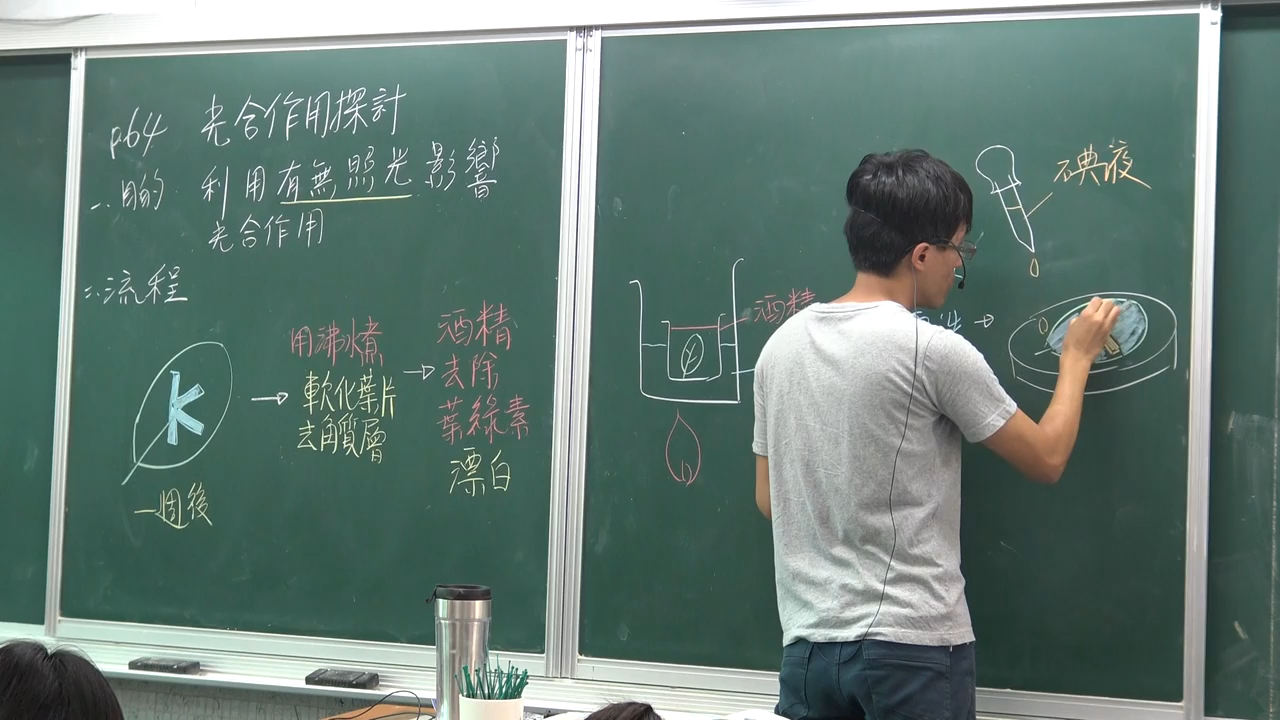 p64 光合作用探討
一、目的 利用有無照光影響
光合作用
二、流程
K
一週後
→ 用沸水煮
軟化葉片
去角質層
→ 酒精
去除
葉綠素
漂白
酒精
→
碘液